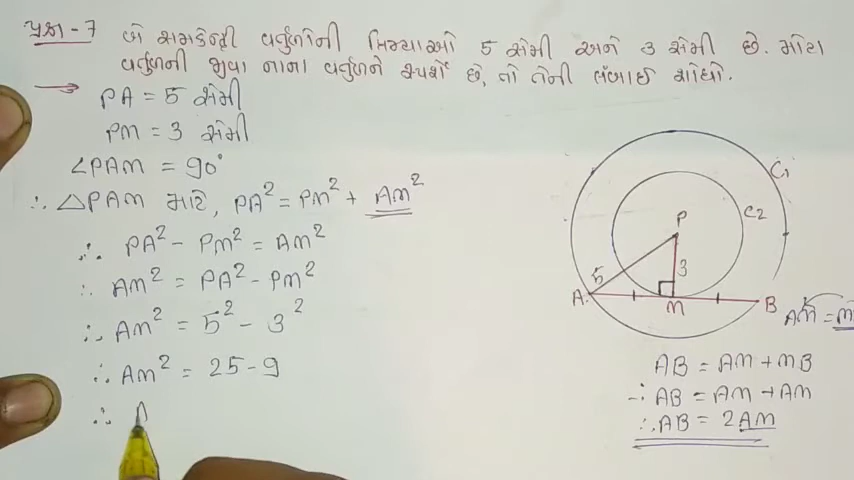 પ્રશ્ન - 7 બે સમકેન્દ્રી વર્તુળોની ત્રિજ્યાઓ 5 સેમી અને 3 સેમી છે. મોટા
વર્તુળની જીવા નાના વર્તુળને સ્પર્શે છે, તો તેની લંબાઈ શોધો.
→ PA = 5 સેમી
PM = 3 સેમી
∠PAM = 90°
∴ △PAM માટે, PA² = PM² + AM²
∴ PA² - PM² = AM²
∴ AM² = PA² - PM²
∴ AM² = 5² - 3²
∴ AM² = 25 - 9
∴ A
C1
C2
P
5
3
A
M
B
AM = M
AB = AM + MB
∴ AB = AM + AM
∴ AB = 2AM